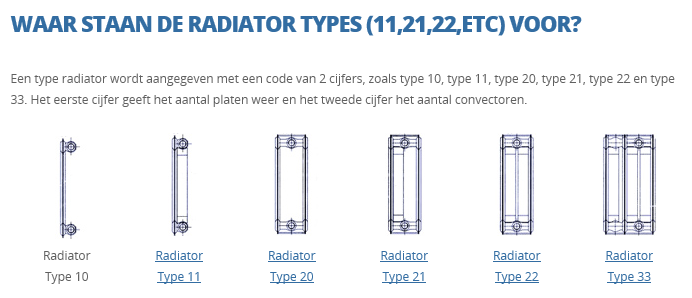 WAAR STAAN DE RADIATOR TYPES (11,21,22,ETC) VOOR?
Een type radiator wordt aangegeven met een code van 2 cijfers, zoals type 10, type 11, type 20, type 21, type 22 en type
33. Het eerste cijfer geeft het aantal platen weer en het tweede cijfer het aantal convectoren.
Radiator Radiator Radiator Radiator Radiator Radiator
Type 10 Type 11 Type 20 Type 21 Type 22 Type 33